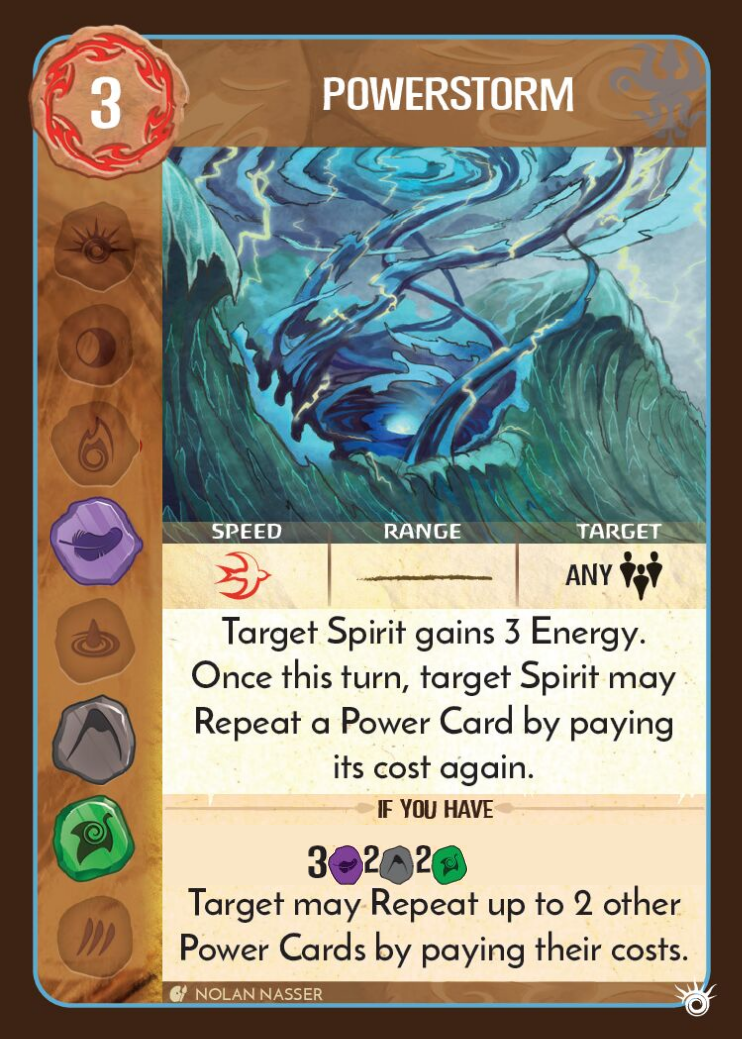 3
POWERSTORM
SPEED RANGE TARGET
ANY
Target Spirit gains 3 Energy.
Once this turn, target Spirit may
Repeat a Power Card by paying
its cost again.
IF YOU HAVE
3 2 2
Target may Repeat up to 2 other
Power Cards by paying their costs.
NOLAN NASSER